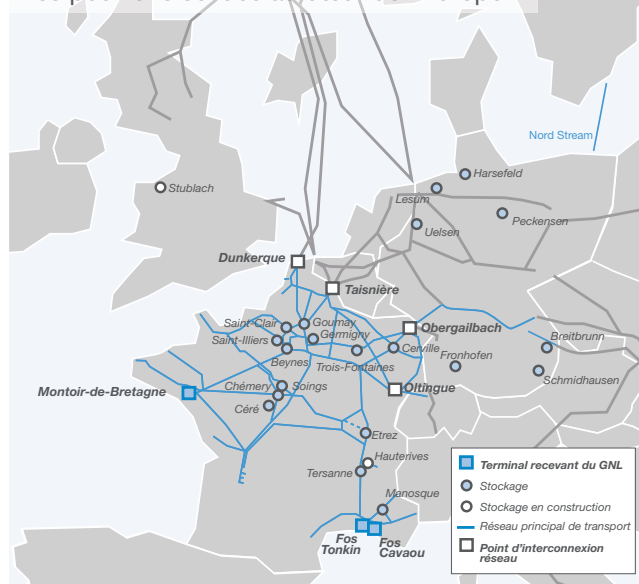 Nord Stream
Harsefeld
Lesum
Stublach
Peckensen
Uelsen
Dunkerque
Taisnière
Saint-Clair
Gournay
Obergailbach
Germigny
Saint-Illiers
Breitbrunn
Cerville
Beynes
Trois-Fontaines
Fronhofen
Schmidhausen
Chémery
Soings
Oltingue
Montoir-de-Bretagne
Céré
Etrez
Hauterives
Tersanne
Manosque
Fos
Tonkin
Fos
Cavaou
Terminal recevant du GNL
Stockage
Stockage en construction
Réseau principal de transport
Point d'interconnexion
réseau